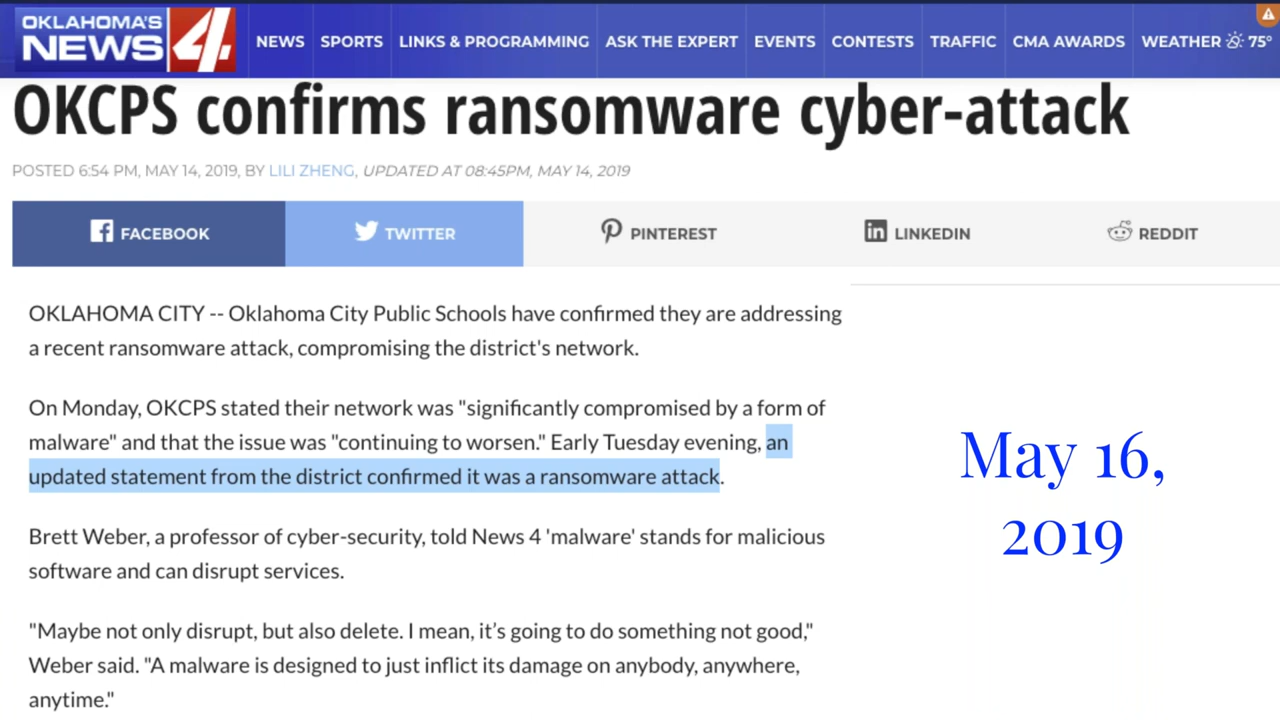 OKLAHOMA'S
NEWS 4
NEWS SPORTS LINKS & PROGRAMMING ASK THE EXPERT EVENTS CONTESTS TRAFFIC CMA AWARDS WEATHER 75°
OKCPS confirms ransomware cyber-attack
POSTED 6:54 PM, MAY 14, 2019, BY LILI ZHENG, UPDATED AT 08:45PM, MAY 14, 2019
FACEBOOK TWITTER PINTEREST LINKEDIN REDDIT
OKLAHOMA CITY -- Oklahoma City Public Schools have confirmed they are addressing
a recent ransomware attack, compromising the district's network.
On Monday, OKCPS stated their network was "significantly compromised by a form of
malware" and that the issue was "continuing to worsen." Early Tuesday evening, an
updated statement from the district confirmed it was a ransomware attack.
Brett Weber, a professor of cyber-security, told News 4 'malware' stands for malicious
software and can disrupt services.
"Maybe not only disrupt, but also delete. I mean, it’s going to do something not good,"
Weber said. "A malware is designed to just inflict its damage on anybody, anywhere,
anytime."
May 16,
2019